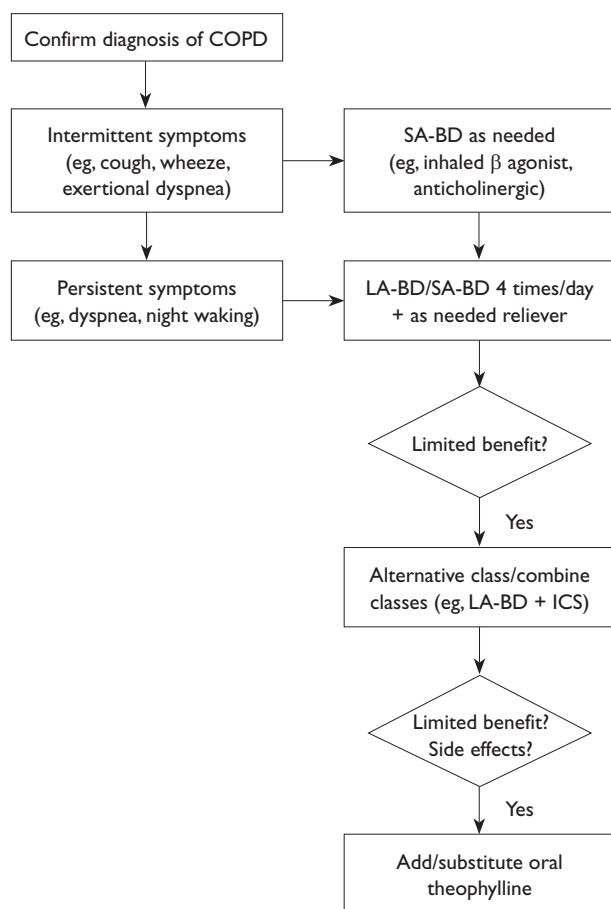 Confirm diagnosis of COPD
Intermittent symptoms
(eg, cough, wheeze,
exertional dyspnea)
SA-BD as needed
(eg, inhaled β agonist,
anticholinergic)
Persistent symptoms
(eg, dyspnea, night waking)
LA-BD/SA-BD 4 times/day
+ as needed reliever
Limited benefit?
Yes
Alternative class/combine
classes (eg, LA-BD + ICS)
Limited benefit?
Side effects?
Yes
Add/substitute oral
theophylline